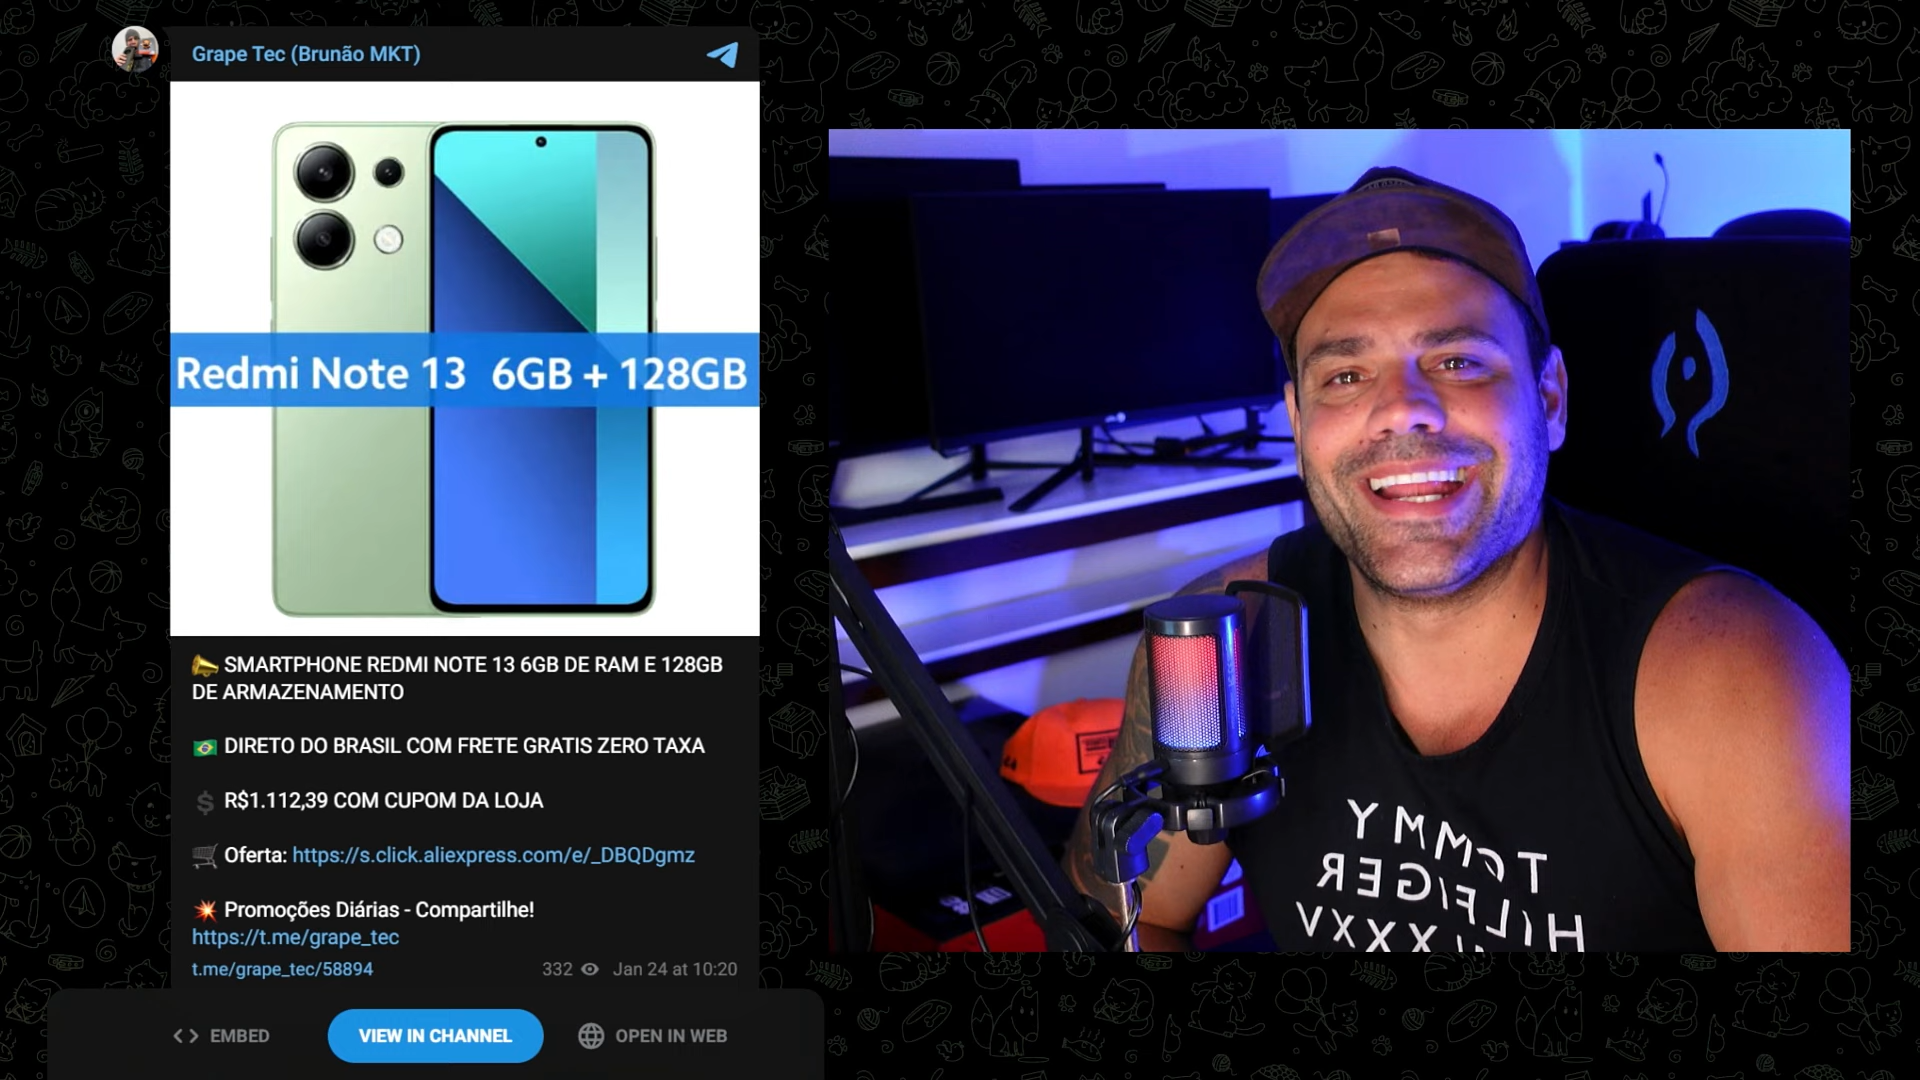 Grape Tec (Brunão MKT)
Redmi Note 13 6GB + 128GB
📣 SMARTPHONE REDMI NOTE 13 6GB DE RAM E 128GB
DE ARMAZENAMENTO
🇧🇷 DIRETO DO BRASIL COM FRETE GRATIS ZERO TAXA
💲 R$1.112,39 COM CUPOM DA LOJA
🛒 Oferta: https://s.click.aliexpress.com/e/_DBQDgmz
💥 Promoções Diárias - Compartilhe!
https://t.me/grape_tec
t.me/grape_tec/58894 332 Jan 24 at 10:20
EMBED VIEW IN CHANNEL OPEN IN WEB
TOMMY
HILFIGER